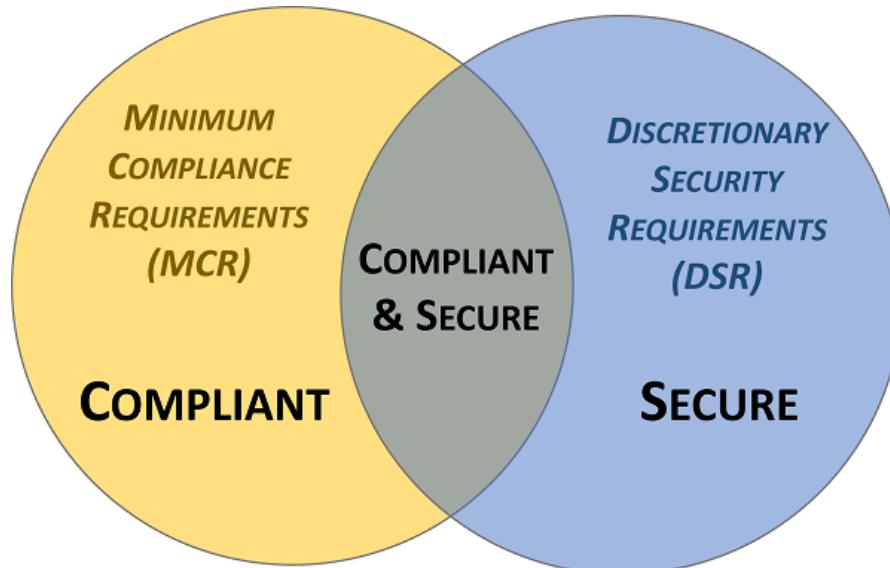 MINIMUM
COMPLIANCE
REQUIREMENTS
(MCR)
COMPLIANT
COMPLIANT
& SECURE
DISCRETIONARY
SECURITY
REQUIREMENTS
(DSR)
SECURE